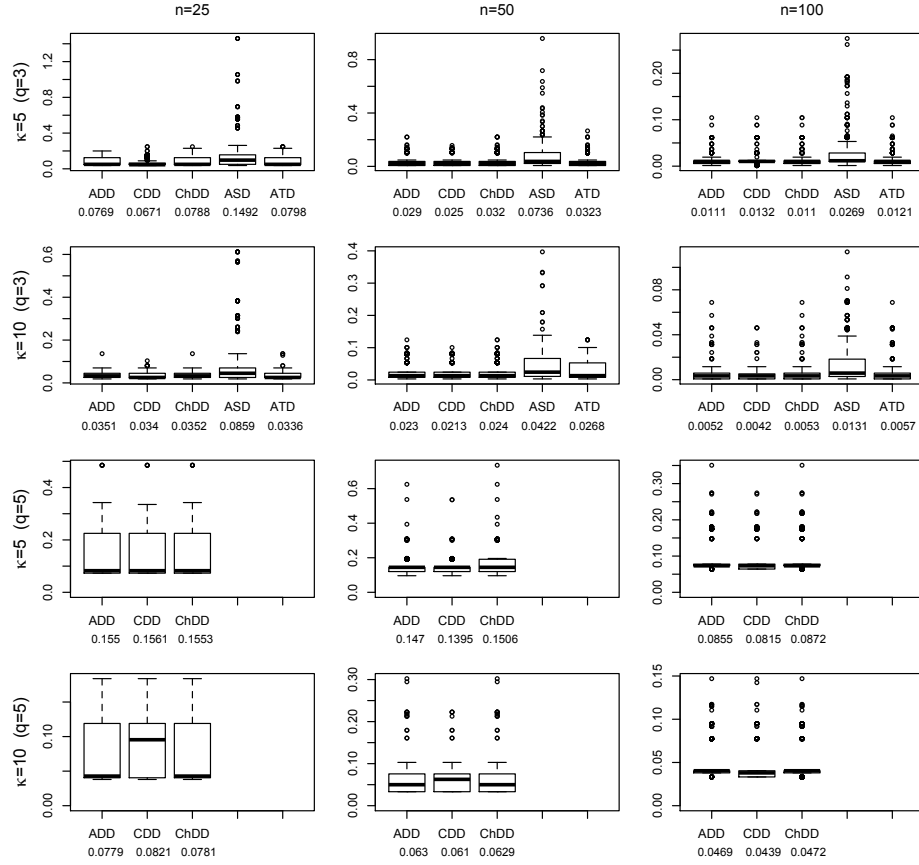 n=25 n=50 n=100
κ=5 (q=3)
0.0 0.4 0.8 1.2
0.0 0.4 0.8
0.00 0.10 0.20
ADD CDD ChDD ASD ATD ADD CDD ChDD ASD ATD ADD CDD ChDD ASD ATD
0.0769 0.0671 0.0788 0.1492 0.0798 0.029 0.025 0.032 0.0736 0.0323 0.0111 0.0132 0.011 0.0269 0.0121
κ=10 (q=3)
0.0 0.2 0.4 0.6
0.0 0.1 0.2 0.3 0.4
0.00 0.04 0.08
ADD CDD ChDD ASD ATD ADD CDD ChDD ASD ATD ADD CDD ChDD ASD ATD
0.0351 0.034 0.0352 0.0859 0.0336 0.023 0.0213 0.024 0.0422 0.0268 0.0052 0.0042 0.0053 0.0131 0.0057
κ=5 (q=5)
0.0 0.2 0.4
0.0 0.2 0.4 0.6
0.00 0.10 0.20 0.30
ADD CDD ChDD ADD CDD ChDD ADD CDD ChDD
0.155 0.1561 0.1553 0.147 0.1395 0.1506 0.0855 0.0815 0.0872
κ=10 (q=5)
0.00 0.10
0.00 0.10 0.20 0.30
0.00 0.05 0.10 0.15
ADD CDD ChDD ADD CDD ChDD ADD CDD ChDD
0.0779 0.0821 0.0781 0.063 0.061 0.0629 0.0469 0.0439 0.0472